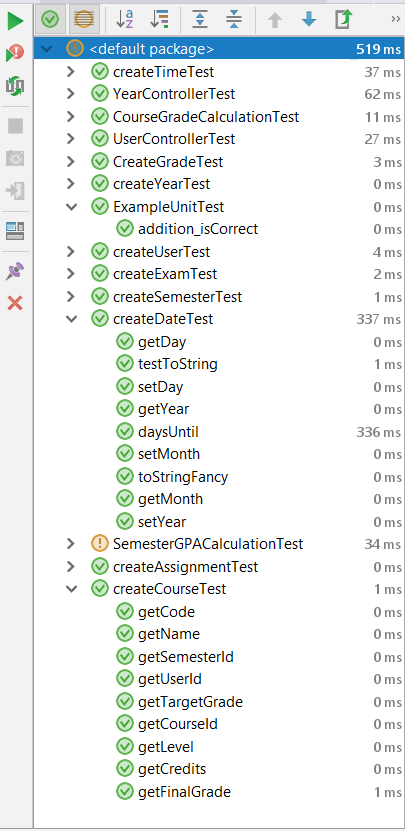 <default package> 519 ms
createTimeTest 37 ms
YearControllerTest 62 ms
CourseGradeCalculationTest 11 ms
UserControllerTest 27 ms
CreateGradeTest 3 ms
createYearTest 0 ms
ExampleUnitTest 0 ms
addition_isCorrect 0 ms
createUserTest 4 ms
createExamTest 2 ms
createSemesterTest 1 ms
createDateTest 337 ms
getDay 0 ms
testToString 1 ms
setDay 0 ms
getYear 0 ms
daysUntil 336 ms
setMonth 0 ms
toStringFancy 0 ms
getMonth 0 ms
setYear 0 ms
SemesterGPACalculationTest 34 ms
createAssignmentTest 0 ms
createCourseTest 1 ms
getCode 0 ms
getName 0 ms
getSemesterId 0 ms
getUserId 0 ms
getTargetGrade 0 ms
getCourseId 0 ms
getLevel 0 ms
getCredits 0 ms
getFinalGrade 1 ms